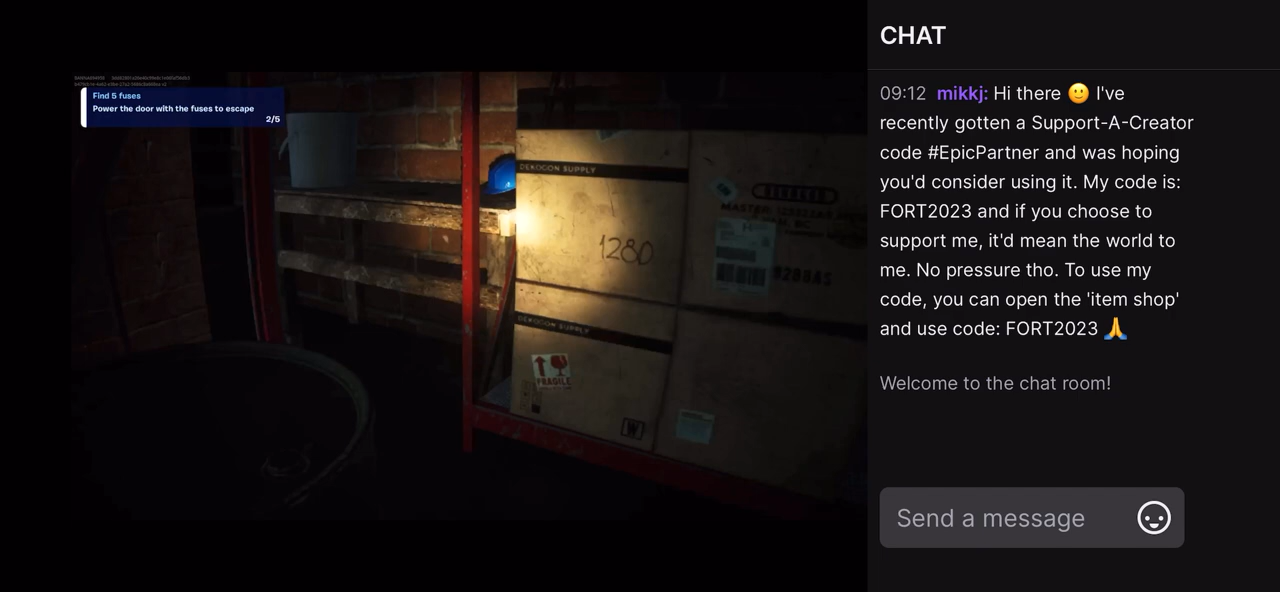 Find 5 fuses
Power the door with the fuses to escape
2/5
DEKOGON SUPPLY
1280
DEKOGON SUPPLY
FRAGILE
W
CHAT
09:12 mikkj: Hi there 🙂 I've
recently gotten a Support-A-Creator
code #EpicPartner and was hoping
you'd consider using it. My code is:
FORT2023 and if you choose to
support me, it'd mean the world to
me. No pressure tho. To use my
code, you can open the 'item shop'
and use code: FORT2023 🙏
Welcome to the chat room!
Send a message